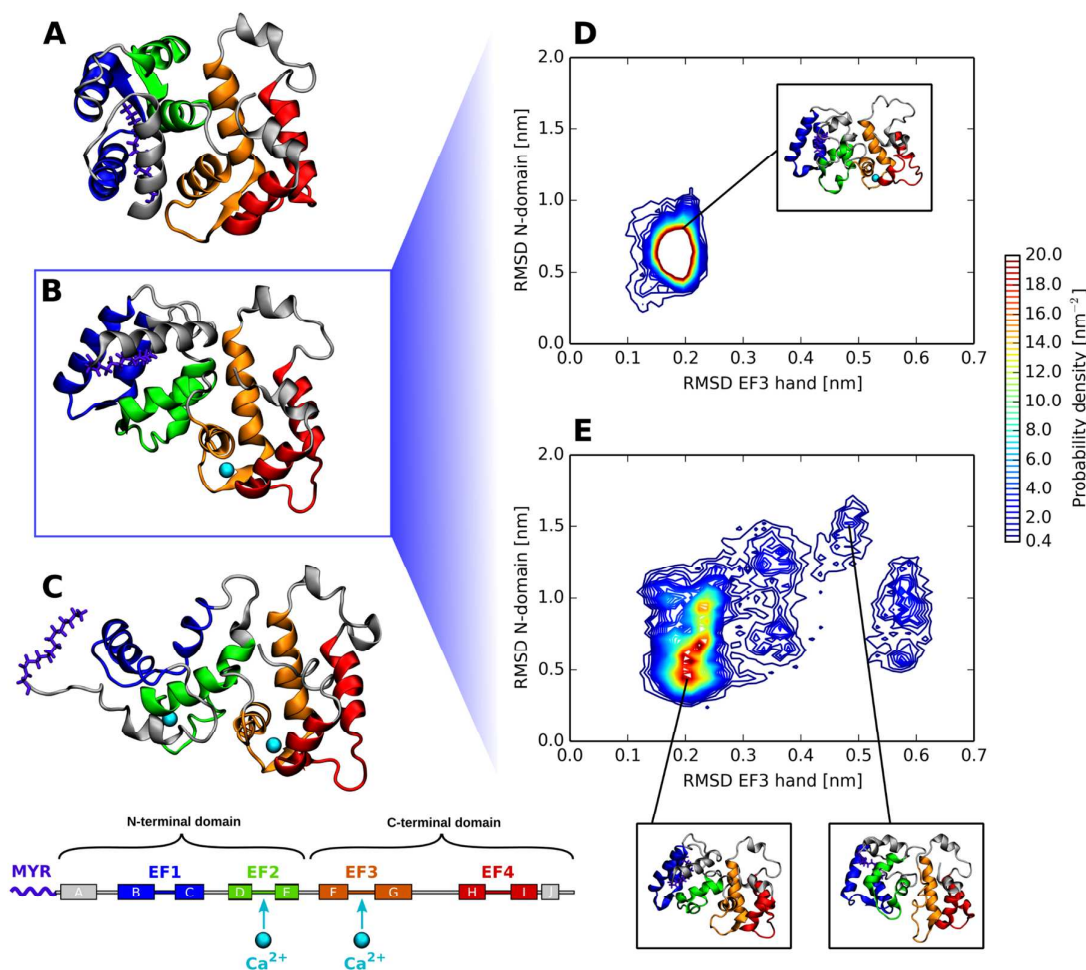 A
B
C
N-terminal domain
C-terminal domain
MYR
EF1
EF2
EF3
EF4
A
B
C
D
E
F
G
H
I
J
Ca2+
Ca2+
D
2.0
1.5
1.0
0.5
0.0
RMSD N-domain [nm]
0.0 0.1 0.2 0.3 0.4 0.5 0.6 0.7
RMSD EF3 hand [nm]
E
2.0
1.5
1.0
0.5
0.0
RMSD N-domain [nm]
0.0 0.1 0.2 0.3 0.4 0.5 0.6 0.7
RMSD EF3 hand [nm]
20.0
18.0
16.0
14.0
12.0
10.0
8.0
6.0
4.0
2.0
0.4
Probability density [nm−2]